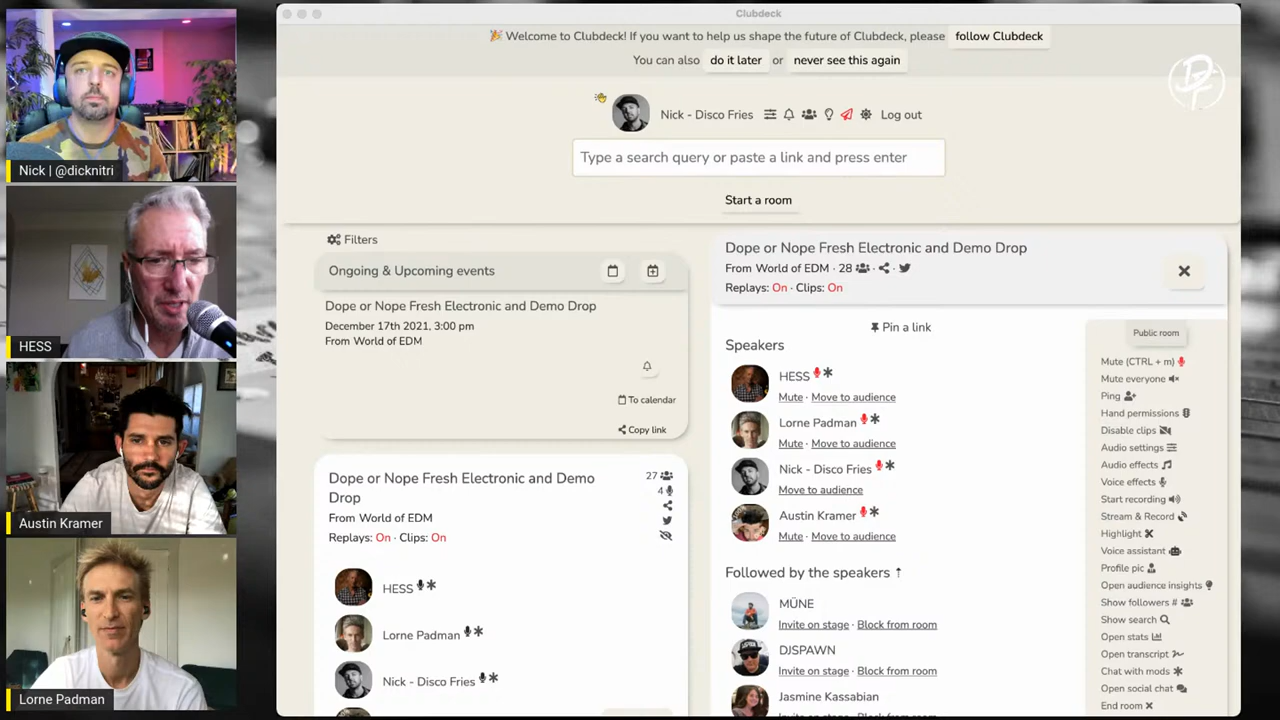 Clubdeck
🎉 Welcome to Clubdeck! If you want to help us shape the future of Clubdeck, please follow Clubdeck
You can also do it later or never see this again
DF
Nick - Disco Fries Log out
Type a search query or paste a link and press enter
Start a room
Nick | @dicknitri
HESS
Austin Kramer
Lorne Padman
Filters
Ongoing & Upcoming events
Dope or Nope Fresh Electronic and Demo Drop
December 17th 2021, 3:00 pm
From World of EDM
To calendar
Copy link
Dope or Nope Fresh Electronic and Demo
Drop
27
4
From World of EDM
Replays: On · Clips: On
HESS
Lorne Padman
Nick - Disco Fries
Dope or Nope Fresh Electronic and Demo Drop
From World of EDM · 28 · ·
Replays: On · Clips: On
Pin a link
Speakers
HESS
Mute · Move to audience
Lorne Padman
Mute · Move to audience
Nick - Disco Fries
Move to audience
Austin Kramer
Mute · Move to audience
Followed by the speakers ↑
MÜNE
Invite on stage · Block from room
DJSPAWN
Invite on stage · Block from room
Jasmine Kassabian
Invite on stage · Block from room
Public room
Mute (CTRL + m)
Mute everyone
Ping
Hand permissions
Disable clips
Audio settings
Audio effects
Voice effects
Start recording
Stream & Record
Highlight
Voice assistant
Profile pic
Open audience insights
Show followers #
Show search
Open stats
Open transcript
Chat with mods
Open social chat
End room